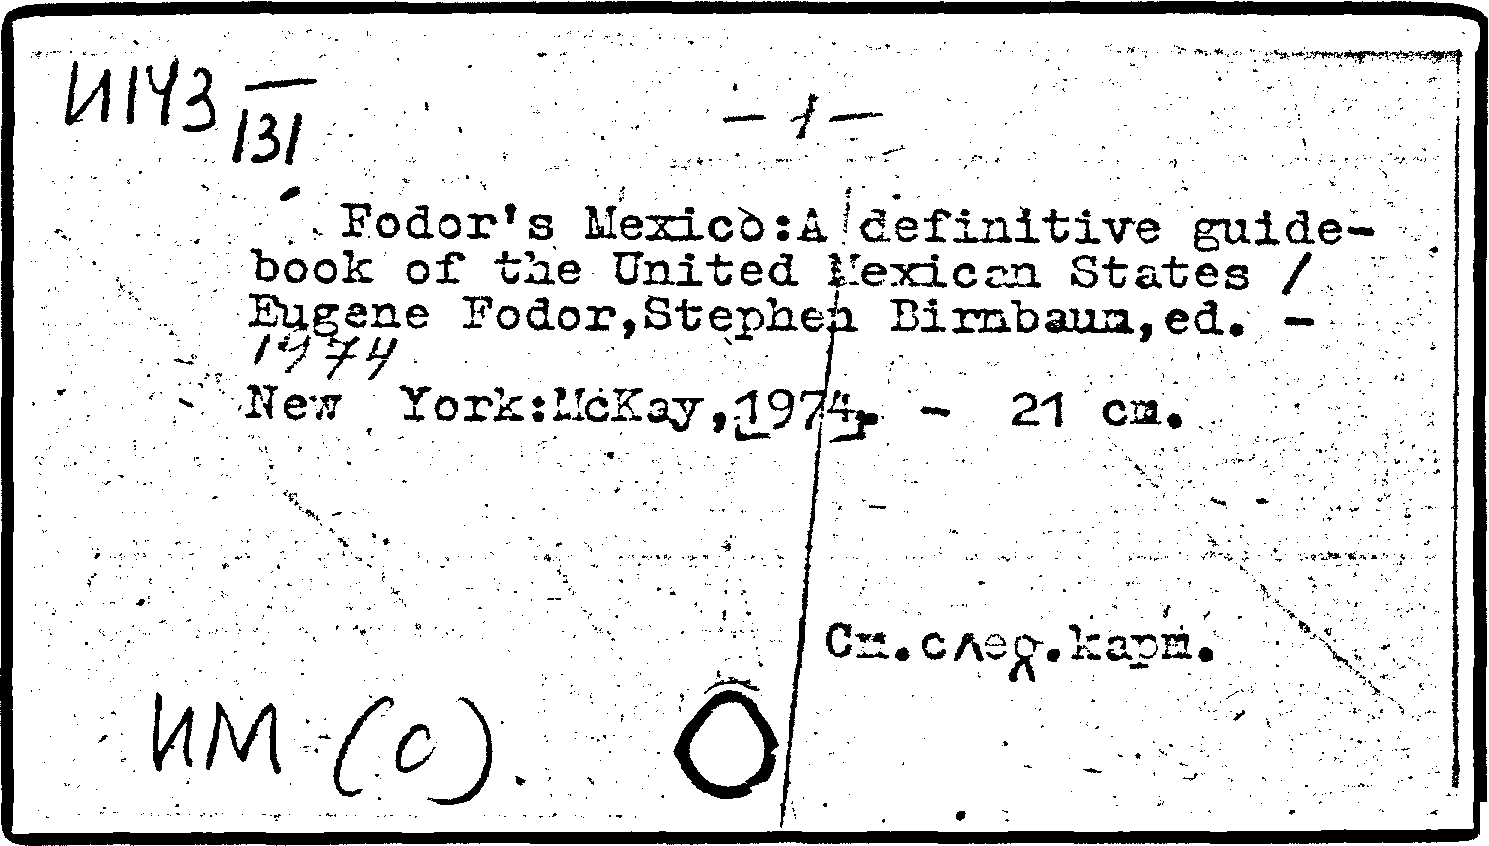 И143 —
131
— 1 —
Fodor's Mexico:A definitive guide-
book of the United Mexican States /
Eugene Fodor,Stephen Birnbaum,ed. -
1974
New York:McKay,1974. - 21 cm.
См.след.карт.
ИМ (с).